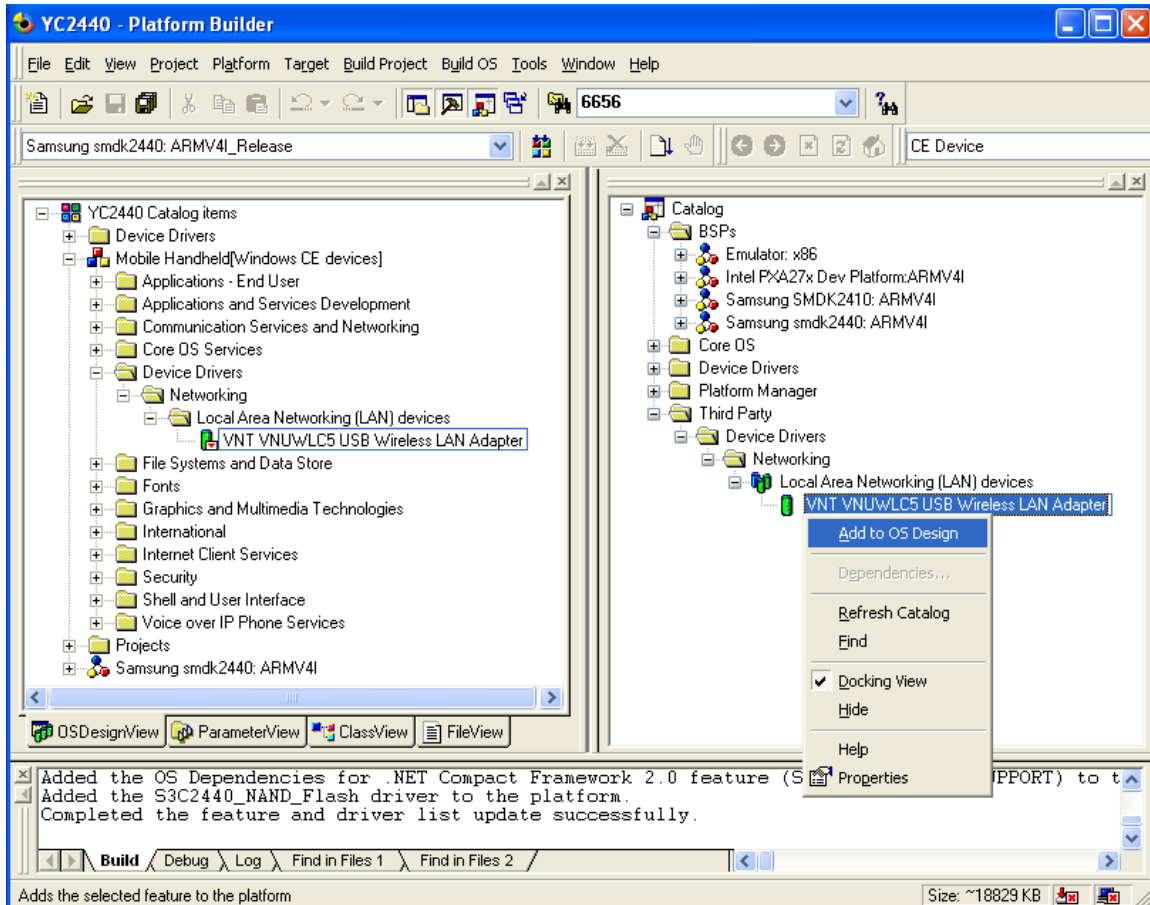 YC2440 - Platform Builder
File Edit View Project Platform Target Build Project Build OS Tools Window Help
6656
Samsung smdk2440: ARMV4I_Release
CE Device
YC2440 Catalog items
Device Drivers
Mobile Handheld[Windows CE devices]
Applications - End User
Applications and Services Development
Communication Services and Networking
Core OS Services
Device Drivers
Networking
Local Area Networking (LAN) devices
VNT VNUWLC5 USB Wireless LAN Adapter
File Systems and Data Store
Fonts
Graphics and Multimedia Technologies
International
Internet Client Services
Security
Shell and User Interface
Voice over IP Phone Services
Projects
Samsung smdk2440: ARMV4I
OSDesignView ParameterView ClassView FileView
Catalog
BSPs
Emulator: x86
Intel PXA27x Dev Platform:ARMV4I
Samsung SMDK2410: ARMV4I
Samsung smdk2440: ARMV4I
Core OS
Device Drivers
Platform Manager
Third Party
Device Drivers
Networking
Local Area Networking (LAN) devices
VNT VNUWLC5 USB Wireless LAN Adapter
Add to OS Design
Dependencies...
Refresh Catalog
Find
Docking View
Hide
Help
Properties
Added the OS Dependencies for .NET Compact Framework 2.0 feature (S PPORT) to t
Added the S3C2440_NAND_Flash driver to the platform.
Completed the feature and driver list update successfully.
Build Debug Log Find in Files 1 Find in Files 2
Adds the selected feature to the platform
Size: ~18829 KB